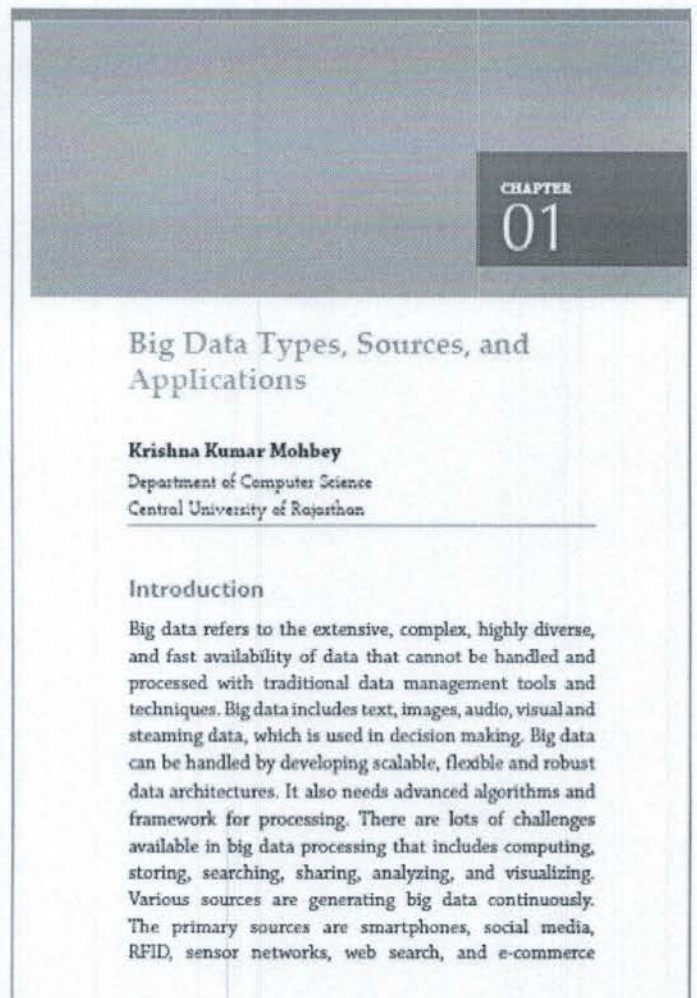 CHAPTER
01
Big Data Types, Sources, and
Applications
Krishna Kumar Mohbey
Department of Computer Science
Central University of Rajasthan
Introduction
Big data refers to the extensive, complex, highly diverse,
and fast availability of data that cannot be handled and
processed with traditional data management tools and
techniques. Big data includes text, images, audio, visual and
steaming data, which is used in decision making. Big data
can be handled by developing scalable, flexible and robust
data architectures. It also needs advanced algorithms and
framework for processing. There are lots of challenges
available in big data processing that includes computing,
storing, searching, sharing, analyzing, and visualizing.
Various sources are generating big data continuously.
The primary sources are smartphones, social media,
RFID, sensor networks, web search, and e-commerce